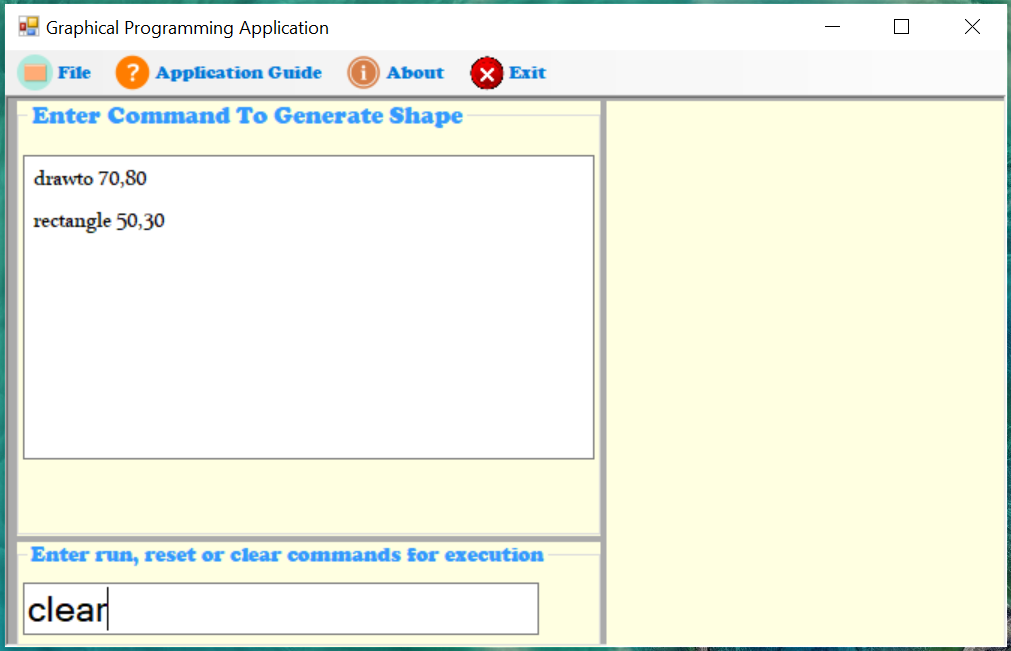 Graphical Programming Application
File Application Guide About Exit
Enter Command To Generate Shape
drawto 70,80
rectangle 50,30
Enter run, reset or clear commands for execution
clear